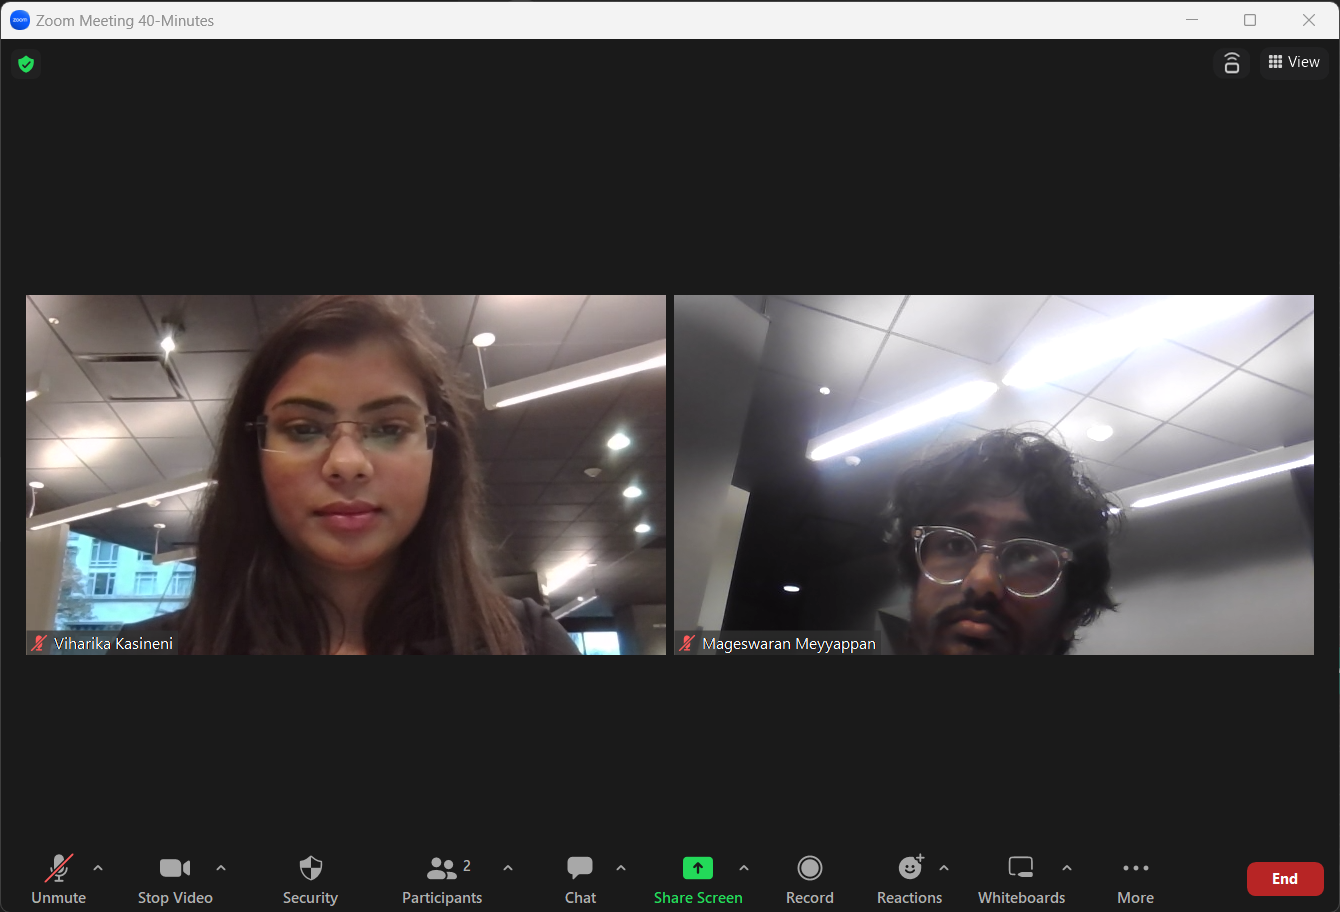 zoom Zoom Meeting 40-Minutes
View
Viharika Kasineni
Mageswaran Meyyappan
2
Unmute Stop Video Security Participants Chat Share Screen Record Reactions Whiteboards More End